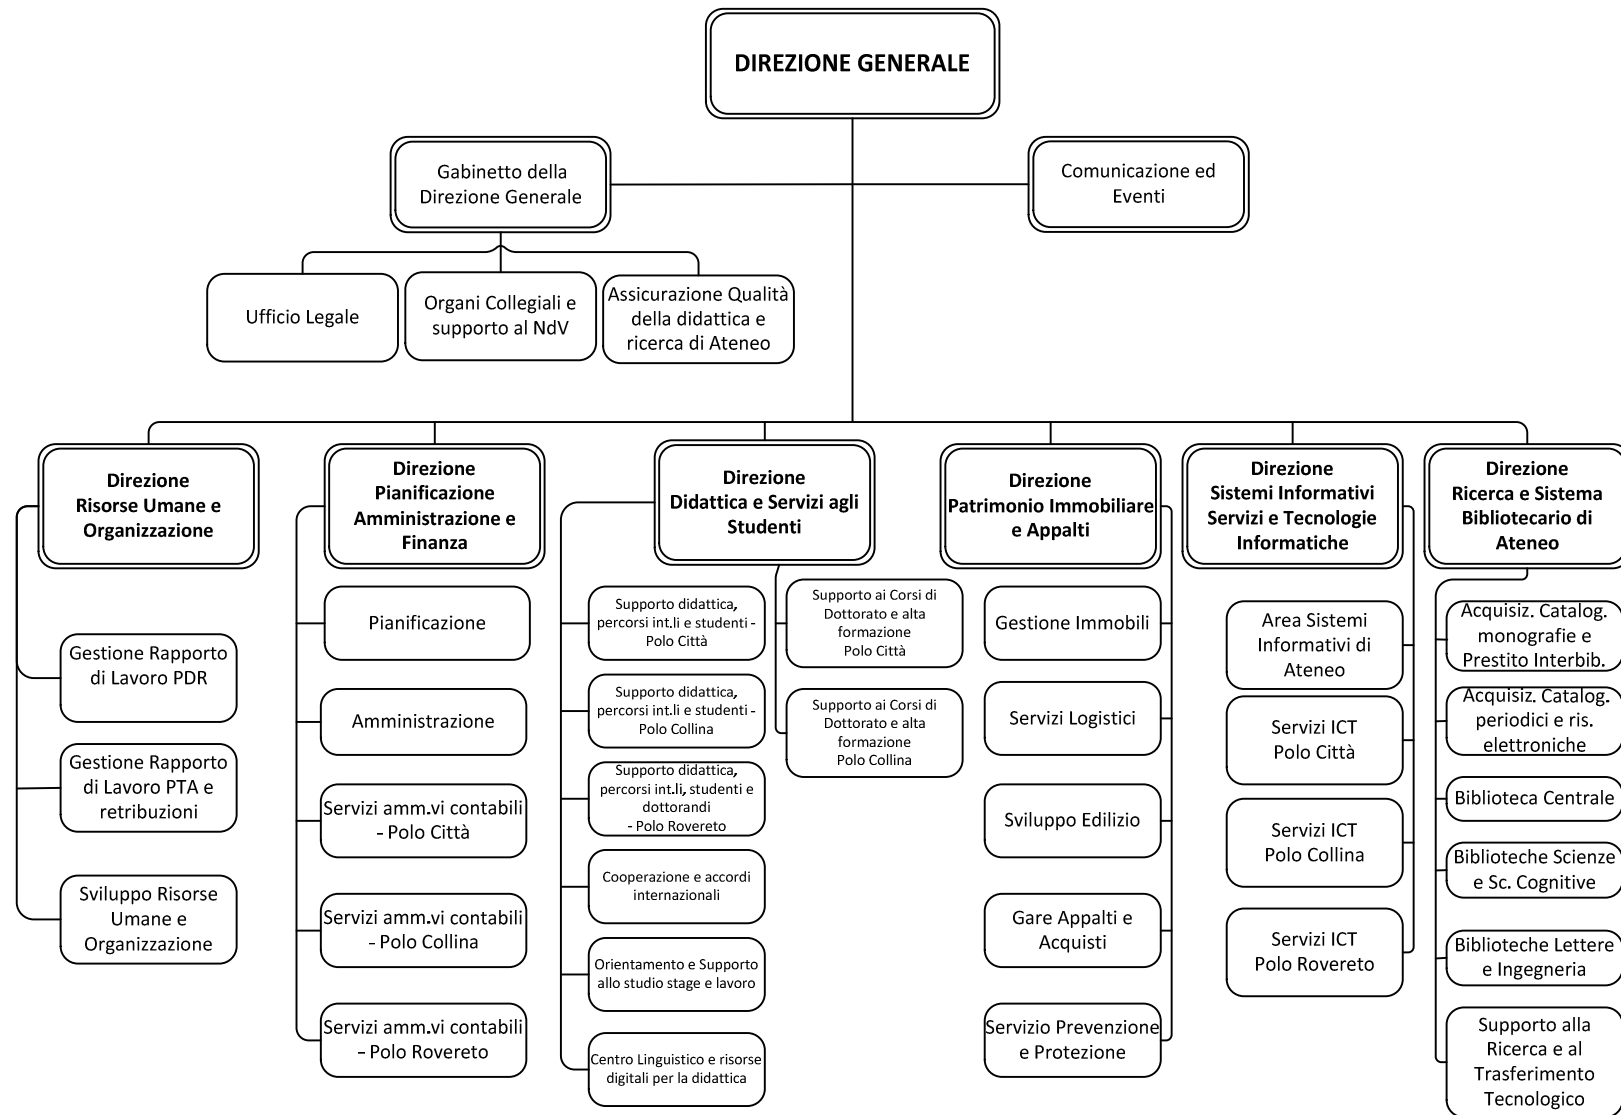 DIREZIONE GENERALE
Gabinetto della
Direzione Generale
Comunicazione ed
Eventi
Ufficio Legale
Organi Collegiali e
supporto al NdV
Assicurazione Qualità
della didattica e
ricerca di Ateneo
Direzione
Risorse Umane e
Organizzazione
Gestione Rapporto
di Lavoro PDR
Gestione Rapporto
di Lavoro PTA e
retribuzioni
Sviluppo Risorse
Umane e
Organizzazione
Direzione
Pianificazione
Amministrazione e
Finanza
Pianificazione
Amministrazione
Servizi amm.vi contabili
- Polo Città
Servizi amm.vi contabili
- Polo Collina
Servizi amm.vi contabili
- Polo Rovereto
Direzione
Didattica e Servizi agli
Studenti
Supporto didattica,
percorsi int.li e studenti -
Polo Città
Supporto didattica,
percorsi int.li e studenti -
Polo Collina
Supporto didattica,
percorsi int.li, studenti e
dottorandi
- Polo Rovereto
Cooperazione e accordi
internazionali
Orientamento e Supporto
allo studio stage e lavoro
Centro Linguistico e risorse
digitali per la didattica
Supporto ai Corsi di
Dottorato e alta
formazione
Polo Città
Supporto ai Corsi di
Dottorato e alta
formazione
Polo Collina
Direzione
Patrimonio Immobiliare
e Appalti
Gestione Immobili
Servizi Logistici
Sviluppo Edilizio
Gare Appalti e
Acquisti
Servizio Prevenzione
e Protezione
Direzione
Sistemi Informativi
Servizi e Tecnologie
Informatiche
Area Sistemi
Informativi di
Ateneo
Servizi ICT
Polo Città
Servizi ICT
Polo Collina
Servizi ICT
Polo Rovereto
Direzione
Ricerca e Sistema
Bibliotecario di
Ateneo
Acquisiz. Catalog.
monografie e
Prestito Interbib.
Acquisiz. Catalog.
periodici e ris.
elettroniche
Biblioteca Centrale
Biblioteche Scienze
e Sc. Cognitive
Biblioteche Lettere
e Ingegneria
Supporto alla
Ricerca e al
Trasferimento
Tecnologico